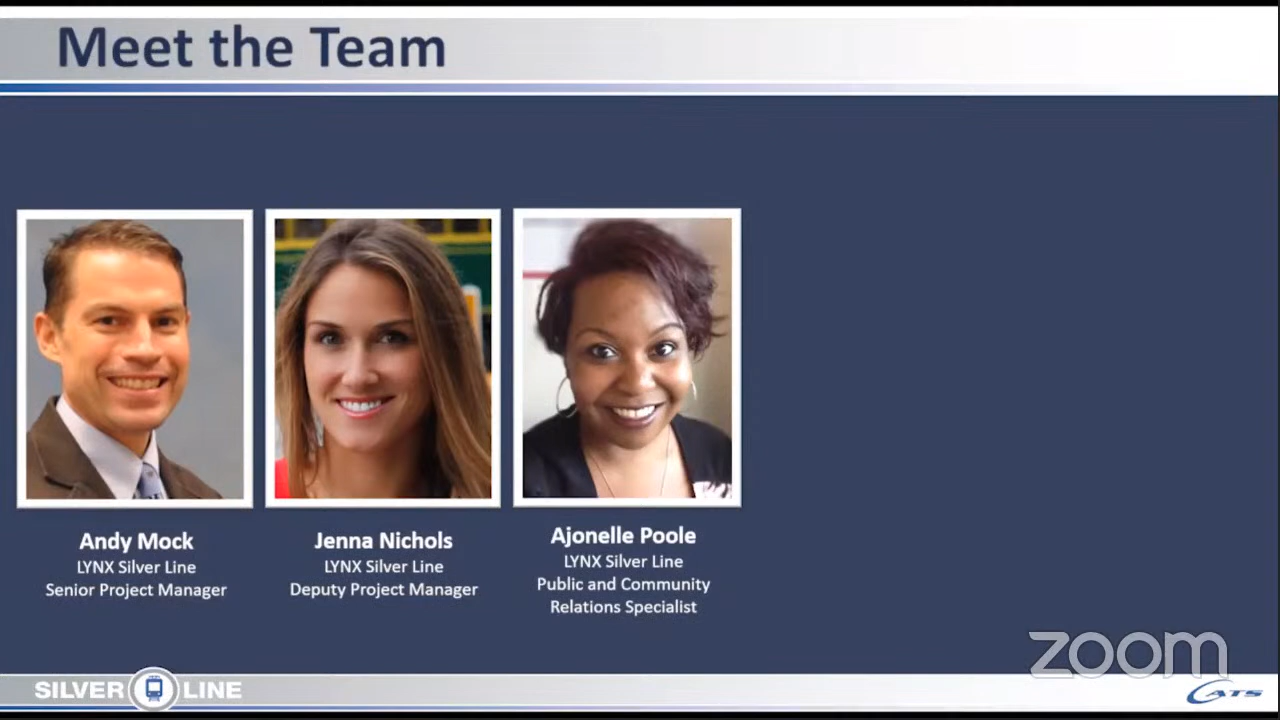 Meet the Team
Andy Mock
LYNX Silver Line
Senior Project Manager
Jenna Nichols
LYNX Silver Line
Deputy Project Manager
Ajonelle Poole
LYNX Silver Line
Public and Community
Relations Specialist
zoom
SILVER LINE
CATS